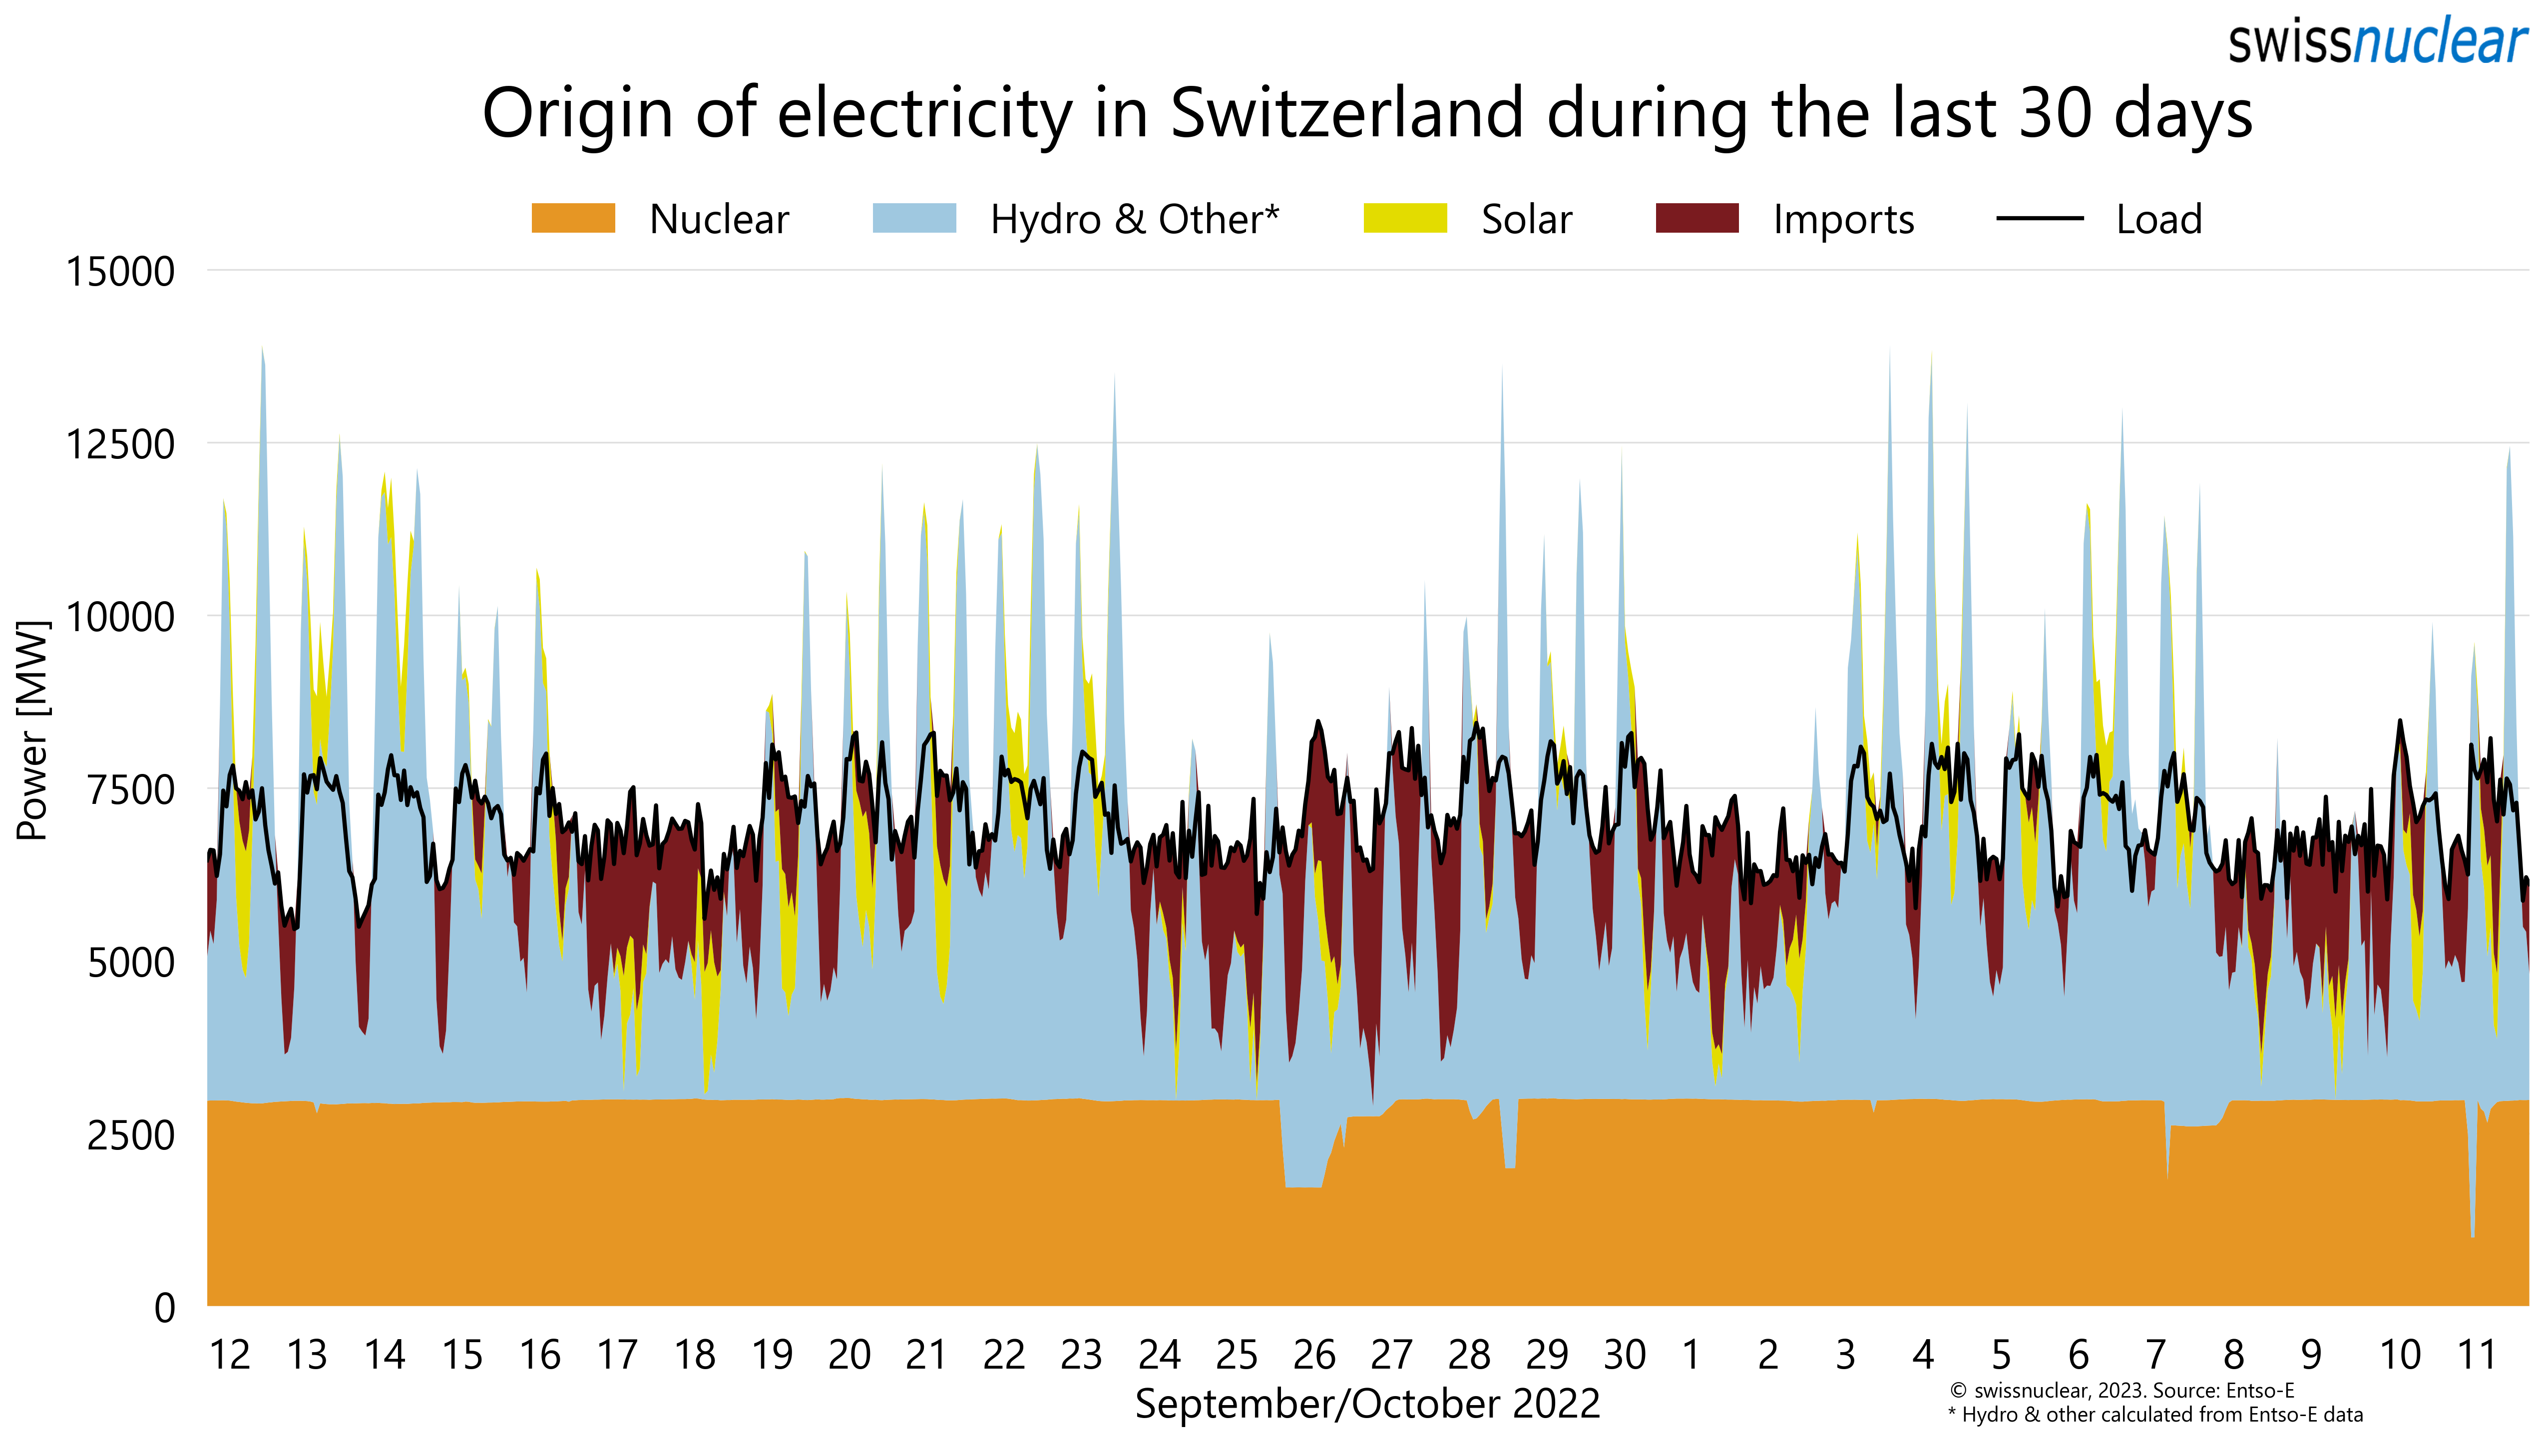 swissnuclear
Origin of electricity in Switzerland during the last 30 days
Nuclear Hydro & Other* Solar Imports Load
15000
12500
10000
7500
5000
2500
0
Power [MW]
12 13 14 15 16 17 18 19 20 21 22 23 24 25 26 27 28 29 30 1 2 3 4 5 6 7 8 9 10 11
September/October 2022
© swissnuclear, 2023. Source: Entso-E
* Hydro & other calculated from Entso-E data